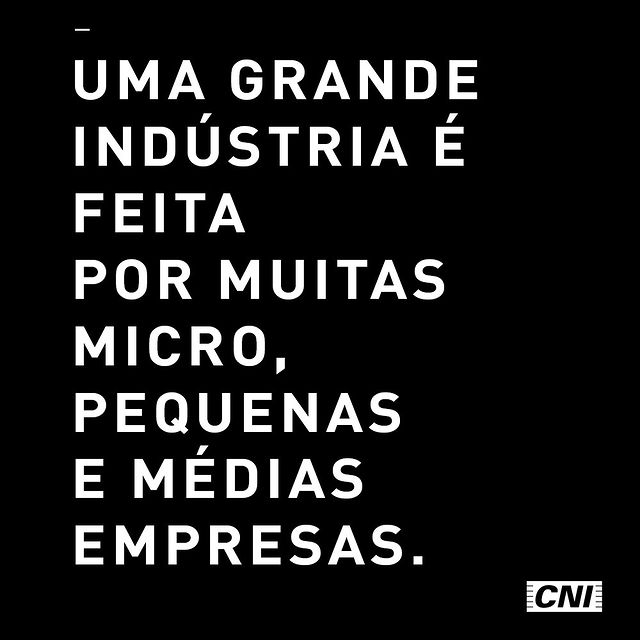 UMA GRANDE
INDÚSTRIA É
FEITA
POR MUITAS
MICRO,
PEQUENAS
E MÉDIAS
EMPRESAS.
CNI